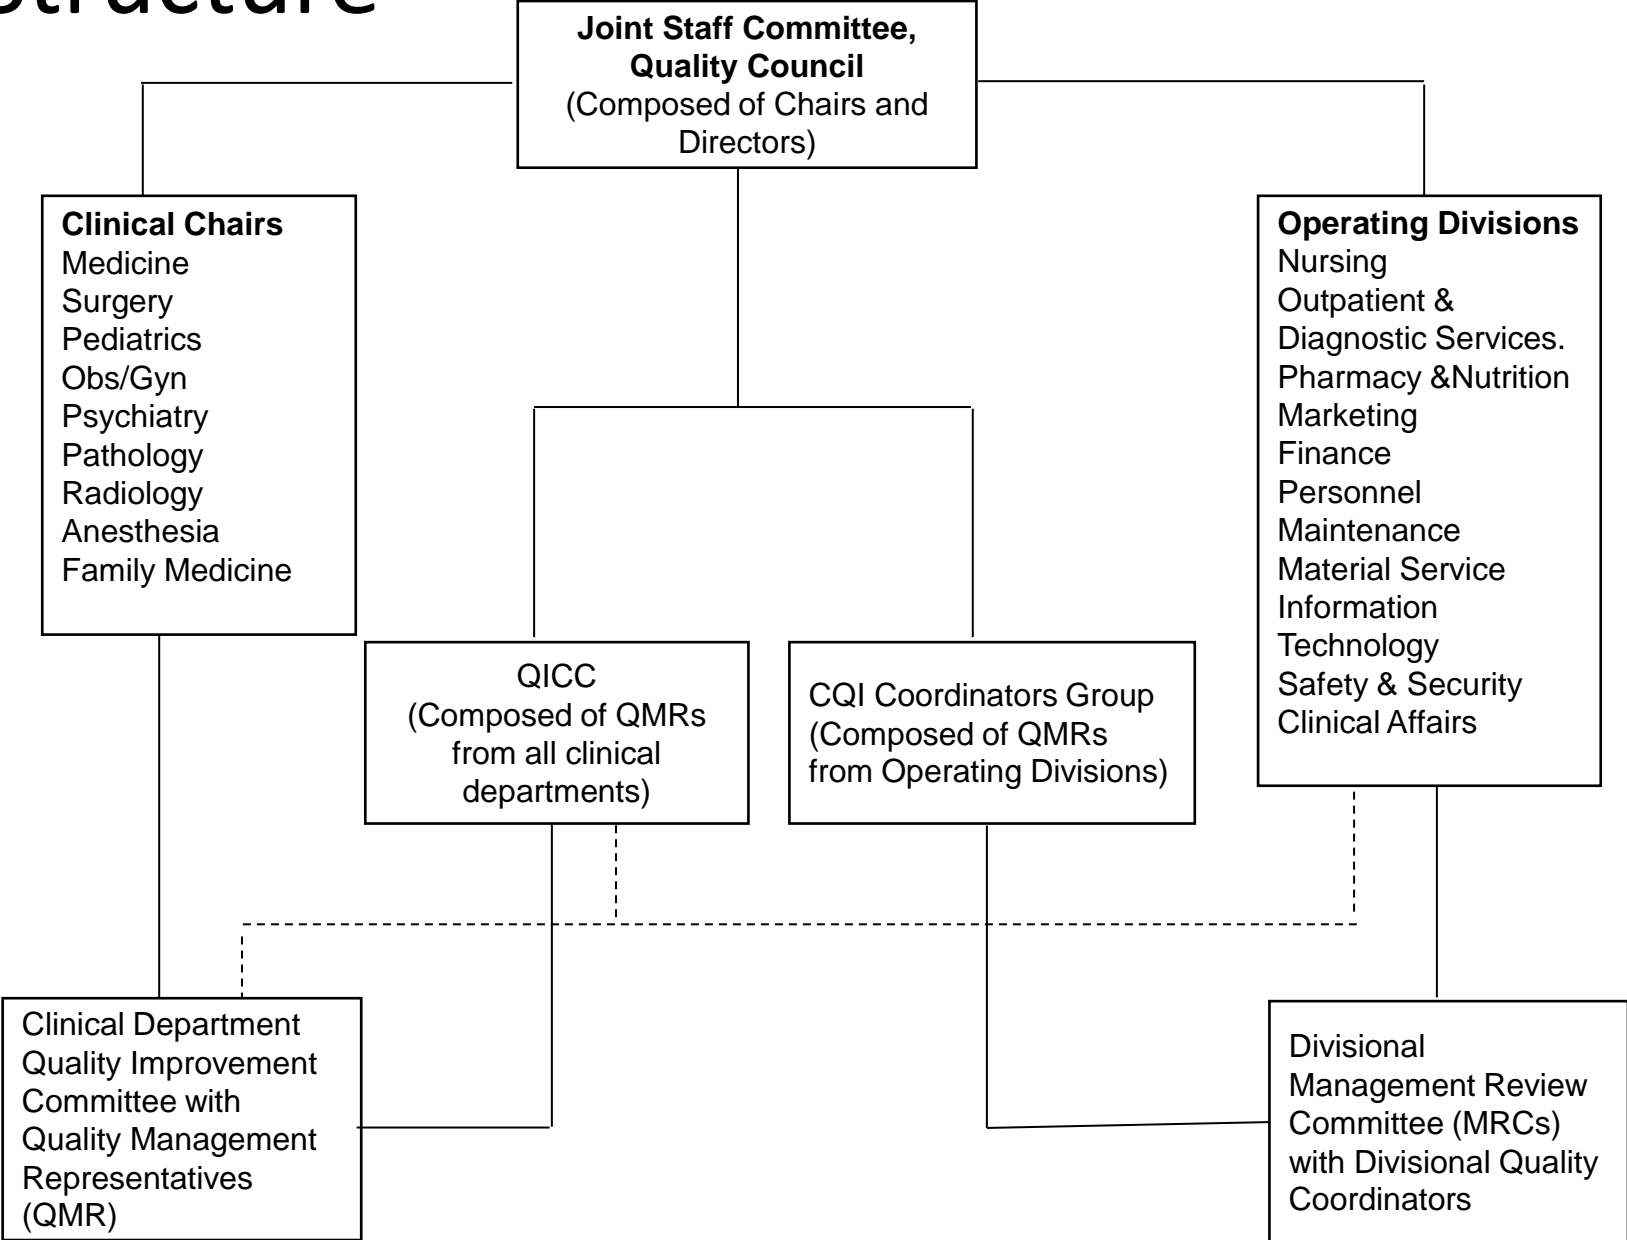 Structure
Joint Staff Committee,
Quality Council
(Composed of Chairs and
Directors)
Clinical Chairs
Medicine
Surgery
Pediatrics
Obs/Gyn
Psychiatry
Pathology
Radiology
Anesthesia
Family Medicine
Operating Divisions
Nursing
Outpatient &
Diagnostic Services.
Pharmacy &Nutrition
Marketing
Finance
Personnel
Maintenance
Material Service
Information
Technology
Safety & Security
Clinical Affairs
QICC
(Composed of QMRs
from all clinical
departments)
CQI Coordinators Group
(Composed of QMRs
from Operating Divisions)
Clinical Department
Quality Improvement
Committee with
Quality Management
Representatives
(QMR)
Divisional
Management Review
Committee (MRCs)
with Divisional Quality
Coordinators